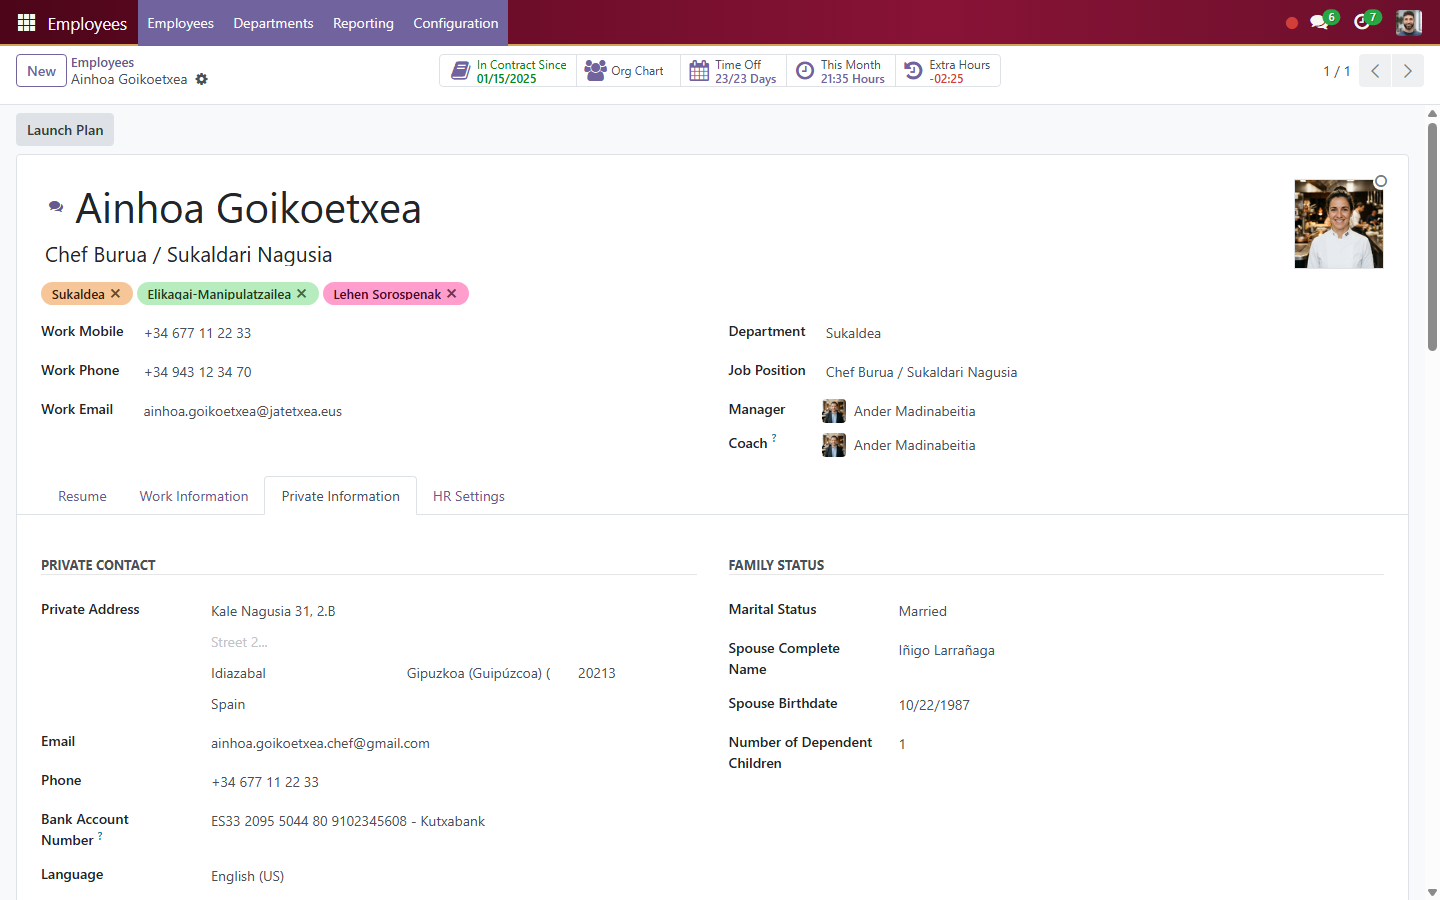 Employees
Employees Departments Reporting Configuration
6 7
New
Employees
Ainhoa Goikoetxea
In Contract Since
01/15/2025
Org Chart
Time Off
23/23 Days
This Month
21:35 Hours
Extra Hours
-02:25
1 / 1
Launch Plan
Ainhoa Goikoetxea
Chef Burua / Sukaldari Nagusia
Sukaldea Elikagai-Manipulatzailea Lehen Sorospenak
Work Mobile +34 677 11 22 33
Work Phone +34 943 12 34 70
Work Email ainhoa.goikoetxea@jatetxea.eus
Department Sukaldea
Job Position Chef Burua / Sukaldari Nagusia
Manager Ander Madinabeitia
Coach ? Ander Madinabeitia
Resume Work Information Private Information HR Settings
PRIVATE CONTACT
Private Address Kale Nagusia 31, 2.B
Street 2...
Idiazabal Gipuzkoa (Guipúzcoa) ( 20213
Spain
Email ainhoa.goikoetxea.chef@gmail.com
Phone +34 677 11 22 33
Bank Account
Number ? ES33 2095 5044 80 9102345608 - Kutxabank
Language English (US)
FAMILY STATUS
Marital Status Married
Spouse Complete
Name Iñigo Larrañaga
Spouse Birthdate 10/22/1987
Number of Dependent
Children 1